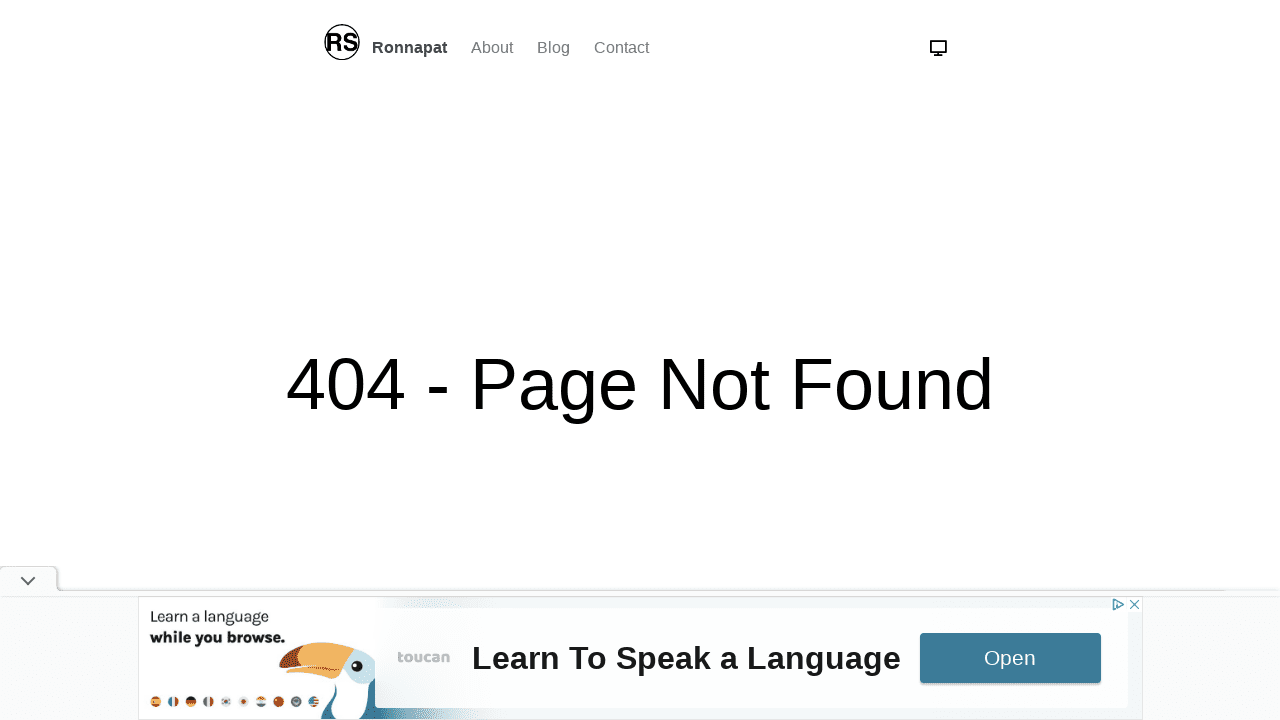 RS Ronnapat About Blog Contact
404 - Page Not Found
Learn a language
while you browse.
toucan
Learn To Speak a Language
Open